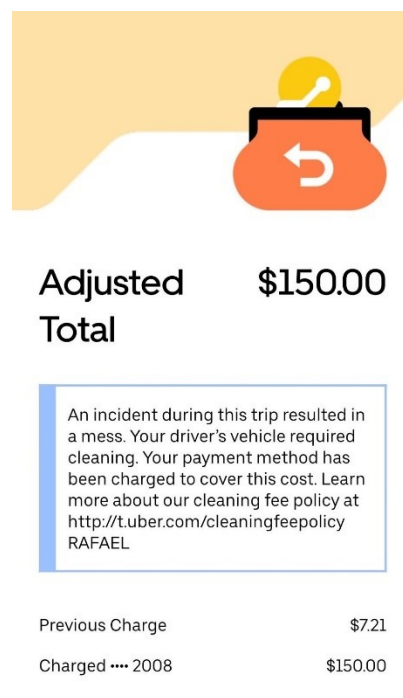 Adjusted $150.00
Total
An incident during this trip resulted in
a mess. Your driver’s vehicle required
cleaning. Your payment method has
been charged to cover this cost. Learn
more about our cleaning fee policy at
http://t.uber.com/cleaningfeepolicy
RAFAEL
Previous Charge $7.21
Charged •••• 2008 $150.00